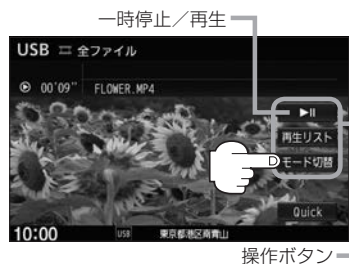 一時停止／再生
USB 全ファイル
00'09" FLOWER.MP4
▶II
再生リスト
モード切替
Quick
10:00 USB 東京都港区南青山
操作ボタン